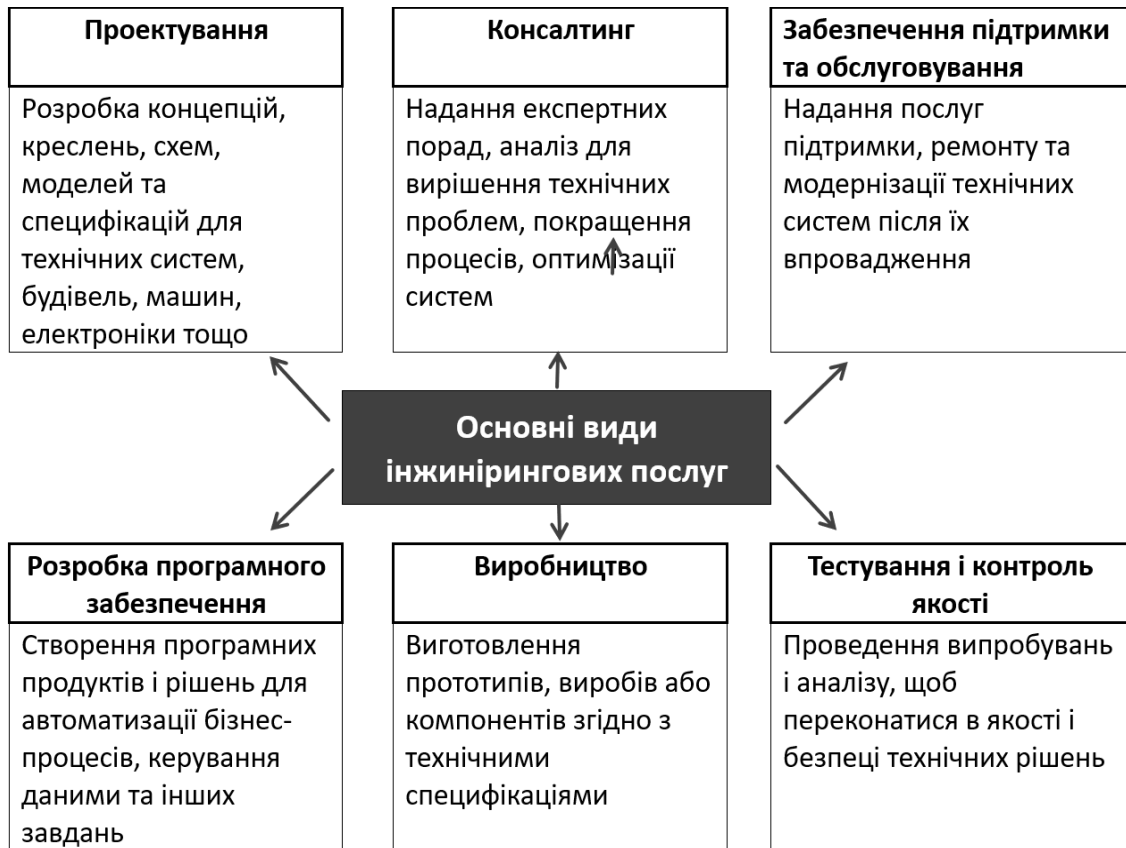 Проектування
Розробка концепцій,
креслень, схем,
моделей та
специфікацій для
технічних систем,
будівель, машин,
електроніки тощо
Консалтинг
Надання експертних
порад, аналіз для
вирішення технічних
проблем, покращення
процесів, оптимізації
систем
Забезпечення підтримки
та обслуговування
Надання послуг
підтримки, ремонту та
модернізації технічних
систем після їх
впровадження
Основні види
інжинірингових послуг
Розробка програмного
забезпечення
Створення програмних
продуктів і рішень для
автоматизації бізнес-
процесів, керування
даними та інших
завдань
Виробництво
Виготовлення
прототипів, виробів або
компонентів згідно з
технічними
специфікаціями
Тестування і контроль
якості
Проведення випробувань
і аналізу, щоб
переконатися в якості і
безпеці технічних рішень